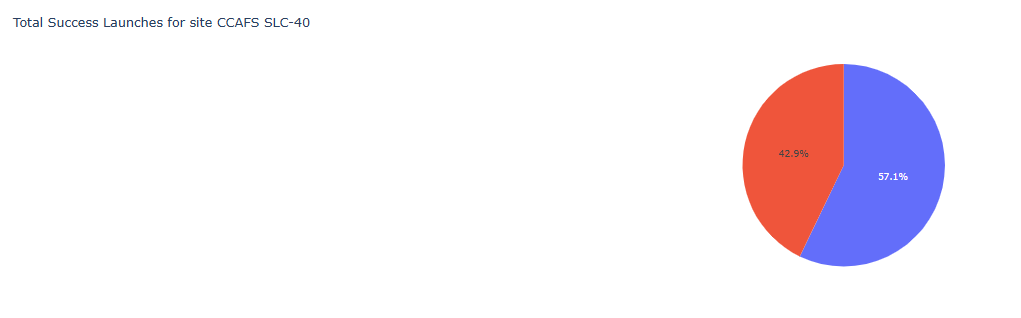 Total Success Launches for site CCAFS SLC-40
42.9%
57.1%